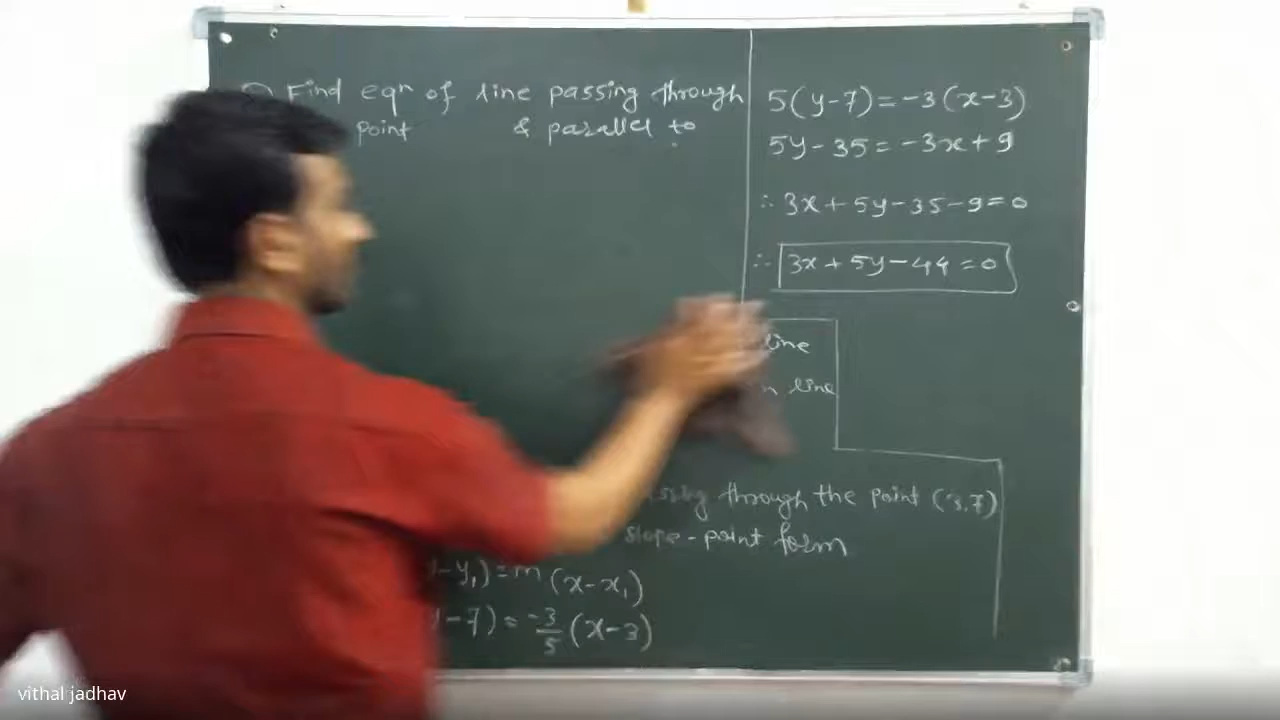 Find eqn of line passing through
point & parallel to
5(y-7)=-3(x-3)
5y-35=-3x+9
∴ 3x+5y-35-9=0
∴ 3x+5y-44=0
line
line
through the point (3,7)
slope-point form
-y₁)=m (x-x₁)
-7)=-3/5(x-3)
vithal jadhav